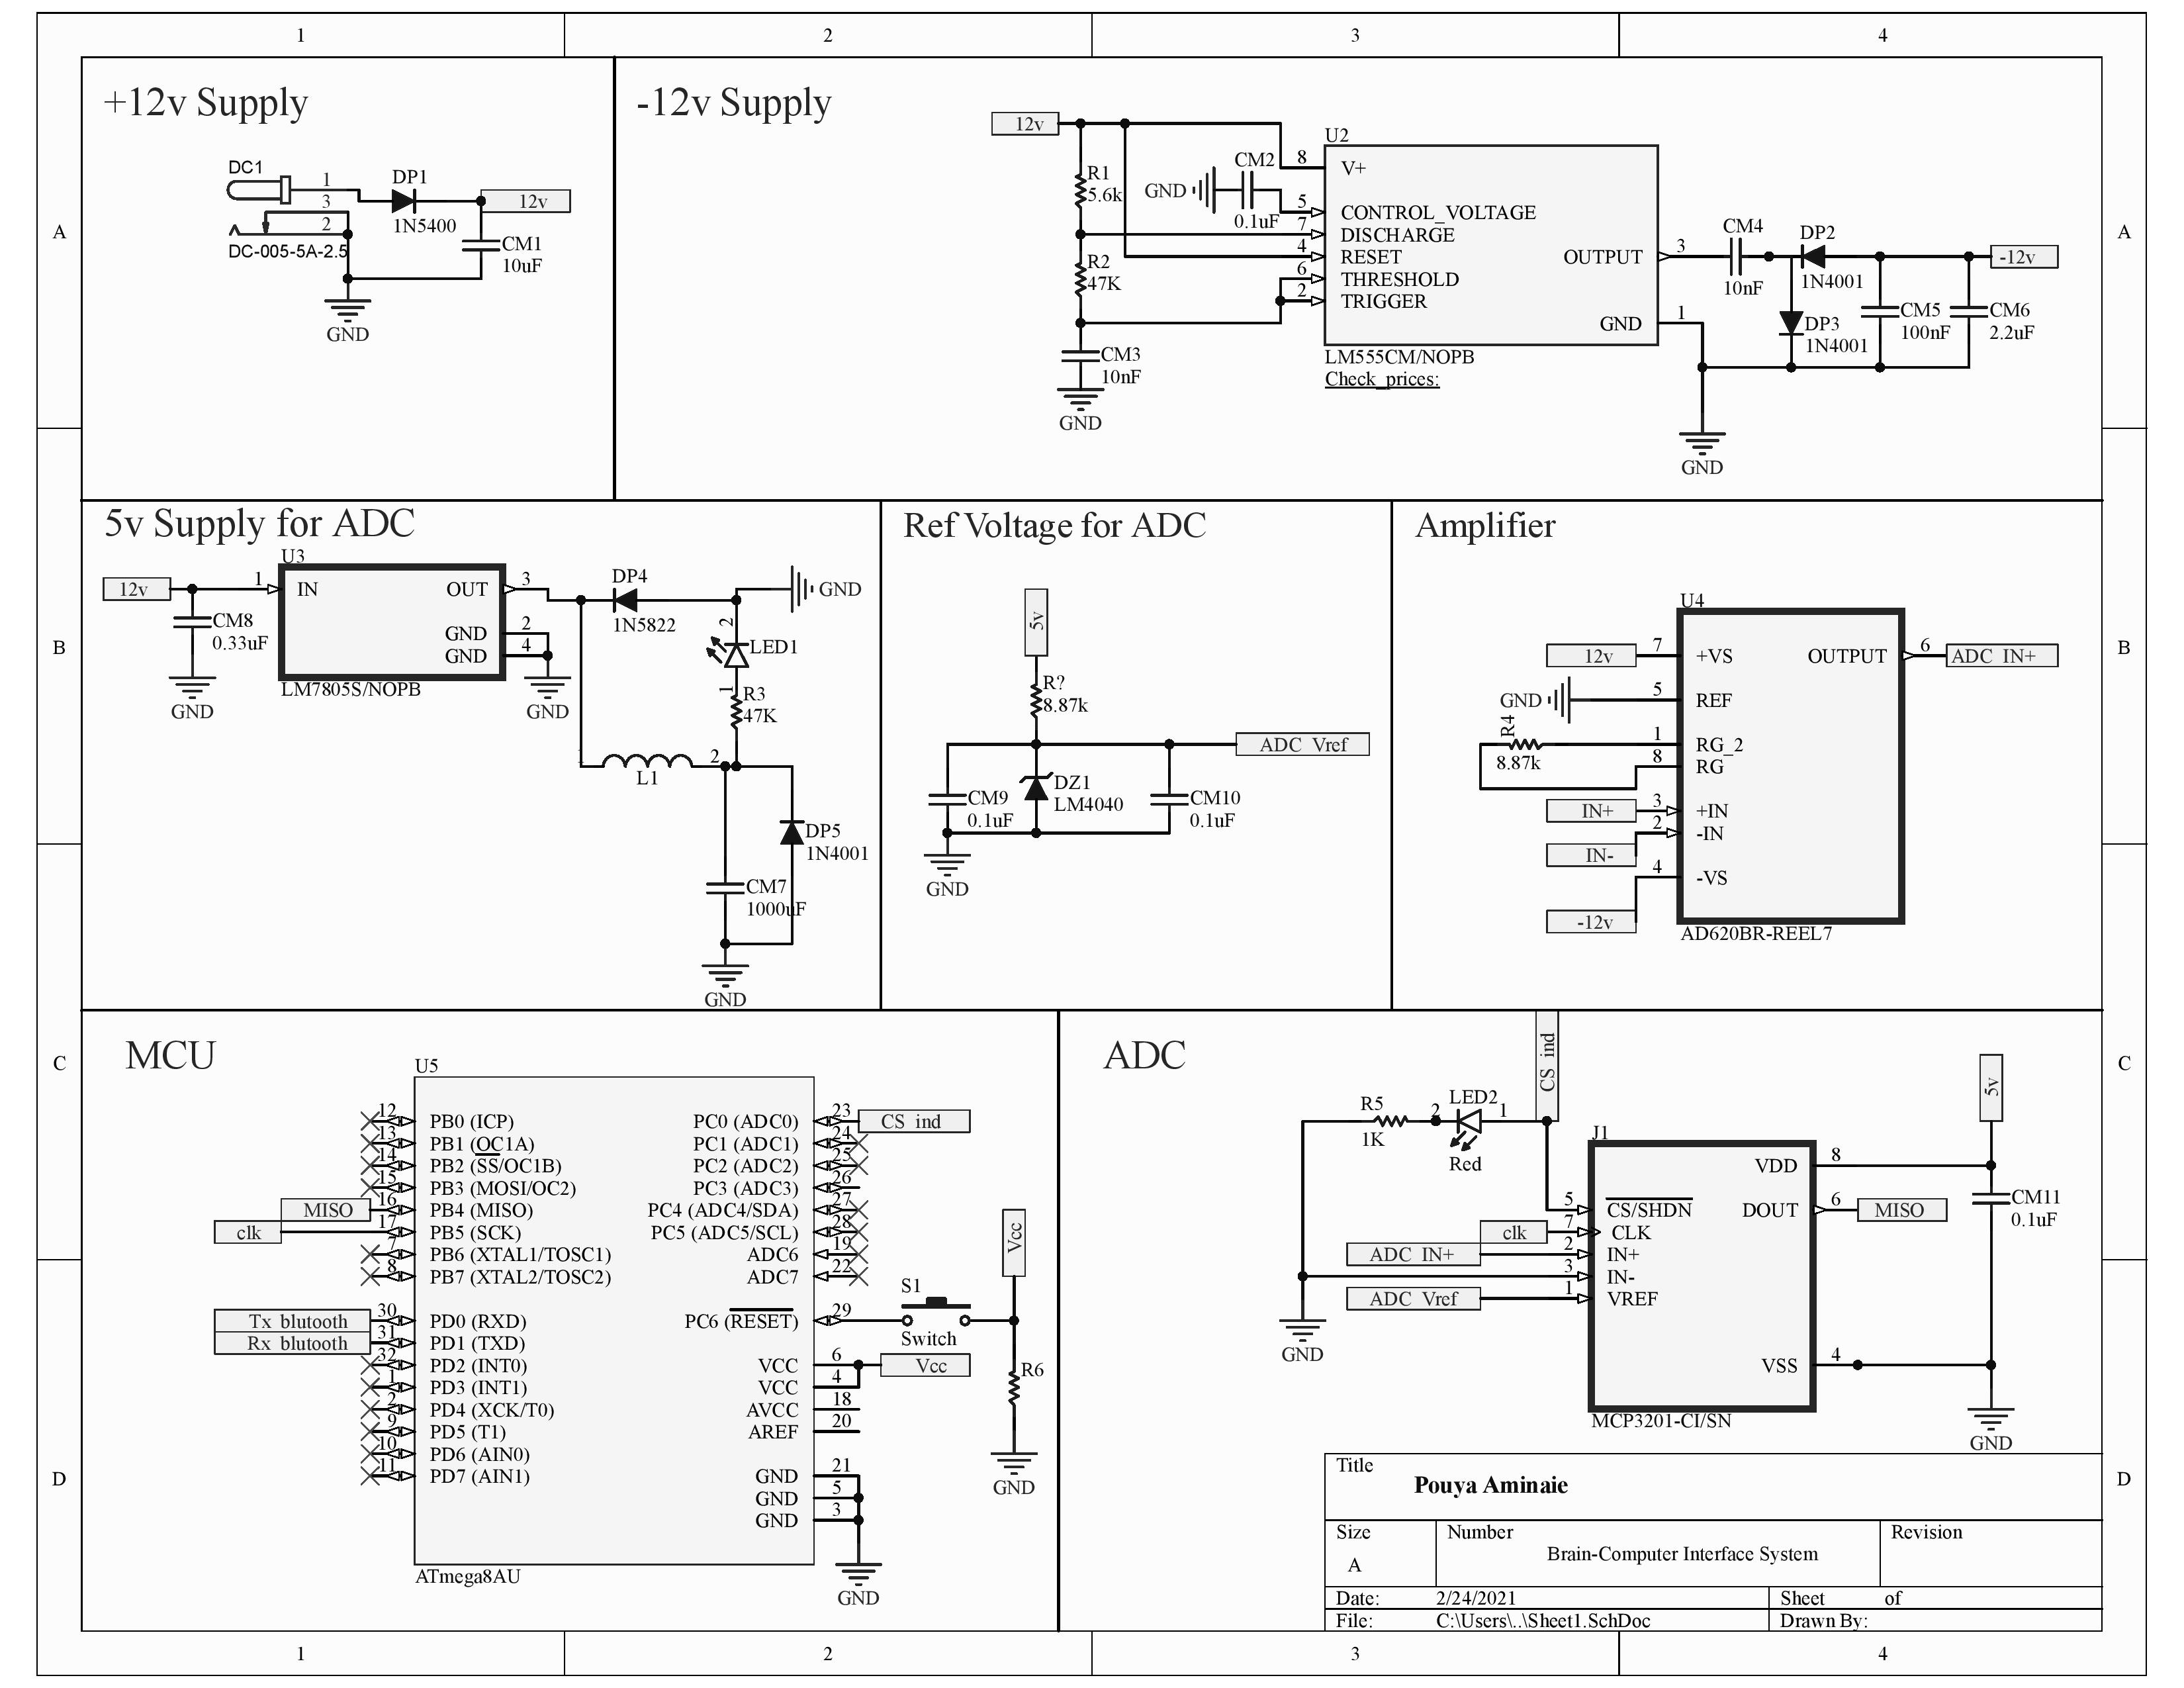 1 2 3 4
A
A
B
B
C
C
D
D
+12v Supply
DC1
1
3
2
DC-005-5A-2.5
DP1
1N5400
12v
CM1
10uF
GND
-12v Supply
12v
R1
5.6k
R2
47K
CM3
10nF
GND
GND
CM2
0.1uF
U2
8 V+
5 CONTROL_VOLTAGE
7 DISCHARGE
4 RESET
6 THRESHOLD
2 TRIGGER
OUTPUT 3
GND 1
LM555CM/NOPB
Check_prices:
CM4
10nF
DP2
1N4001
DP3
1N4001
CM5
100nF
CM6
2.2uF
-12v
GND
5v Supply for ADC
U3
12v
1 IN
OUT 3
GND 2
GND 4
LM7805S/NOPB
CM8
0.33uF
GND
GND
DP4
1N5822
GND
2
LED1
1
R3
47K
1
L1
2
DP5
1N4001
CM7
1000uF
GND
Ref Voltage for ADC
5v
R?
8.87k
ADC_Vref
CM9
0.1uF
DZ1
LM4040
CM10
0.1uF
GND
Amplifier
U4
12v 7 +VS
GND 5 REF
R4
8.87k
1 RG_2
8 RG
IN+ 3 +IN
IN- 2 -IN
-12v 4 -VS
OUTPUT 6 ADC_IN+
AD620BR-REEL7
MCU
U5
12 PB0 (ICP)
13 PB1 (OC1A)
14 PB2 (SS/OC1B)
15 PB3 (MOSI/OC2)
MISO 16 PB4 (MISO)
clk 17 PB5 (SCK)
7 PB6 (XTAL1/TOSC1)
8 PB7 (XTAL2/TOSC2)
Tx_blutooth 30 PD0 (RXD)
Rx_blutooth 31 PD1 (TXD)
32 PD2 (INT0)
1 PD3 (INT1)
2 PD4 (XCK/T0)
9 PD5 (T1)
10 PD6 (AIN0)
11 PD7 (AIN1)
PC0 (ADC0) 23 CS_ind
PC1 (ADC1) 24
PC2 (ADC2) 25
PC3 (ADC3) 26
PC4 (ADC4/SDA) 27
PC5 (ADC5/SCL) 28
ADC6 19
ADC7 22
PC6 (RESET) 29
VCC 6 Vcc
VCC 4
AVCC 18
AREF 20
GND 21
GND 5
GND 3
GND
ATmega8AU
S1
Switch
Vcc
R6
GND
ADC
CS_ind
R5
1K
2
LED2
1
Red
J1
5 CS/SHDN
clk 7 CLK
ADC_IN+ 2 IN+
3 IN-
ADC_Vref 1 VREF
GND
VDD 8
DOUT 6 MISO
VSS 4
MCP3201-CI/SN
5v
CM11
0.1uF
GND
Title
Pouya Aminaie
Size
A
Number
Brain-Computer Interface System
Revision
Date: 2/24/2021
Sheet of
File: C:\Users\..\Sheet1.SchDoc
Drawn By:
1 2 3 4